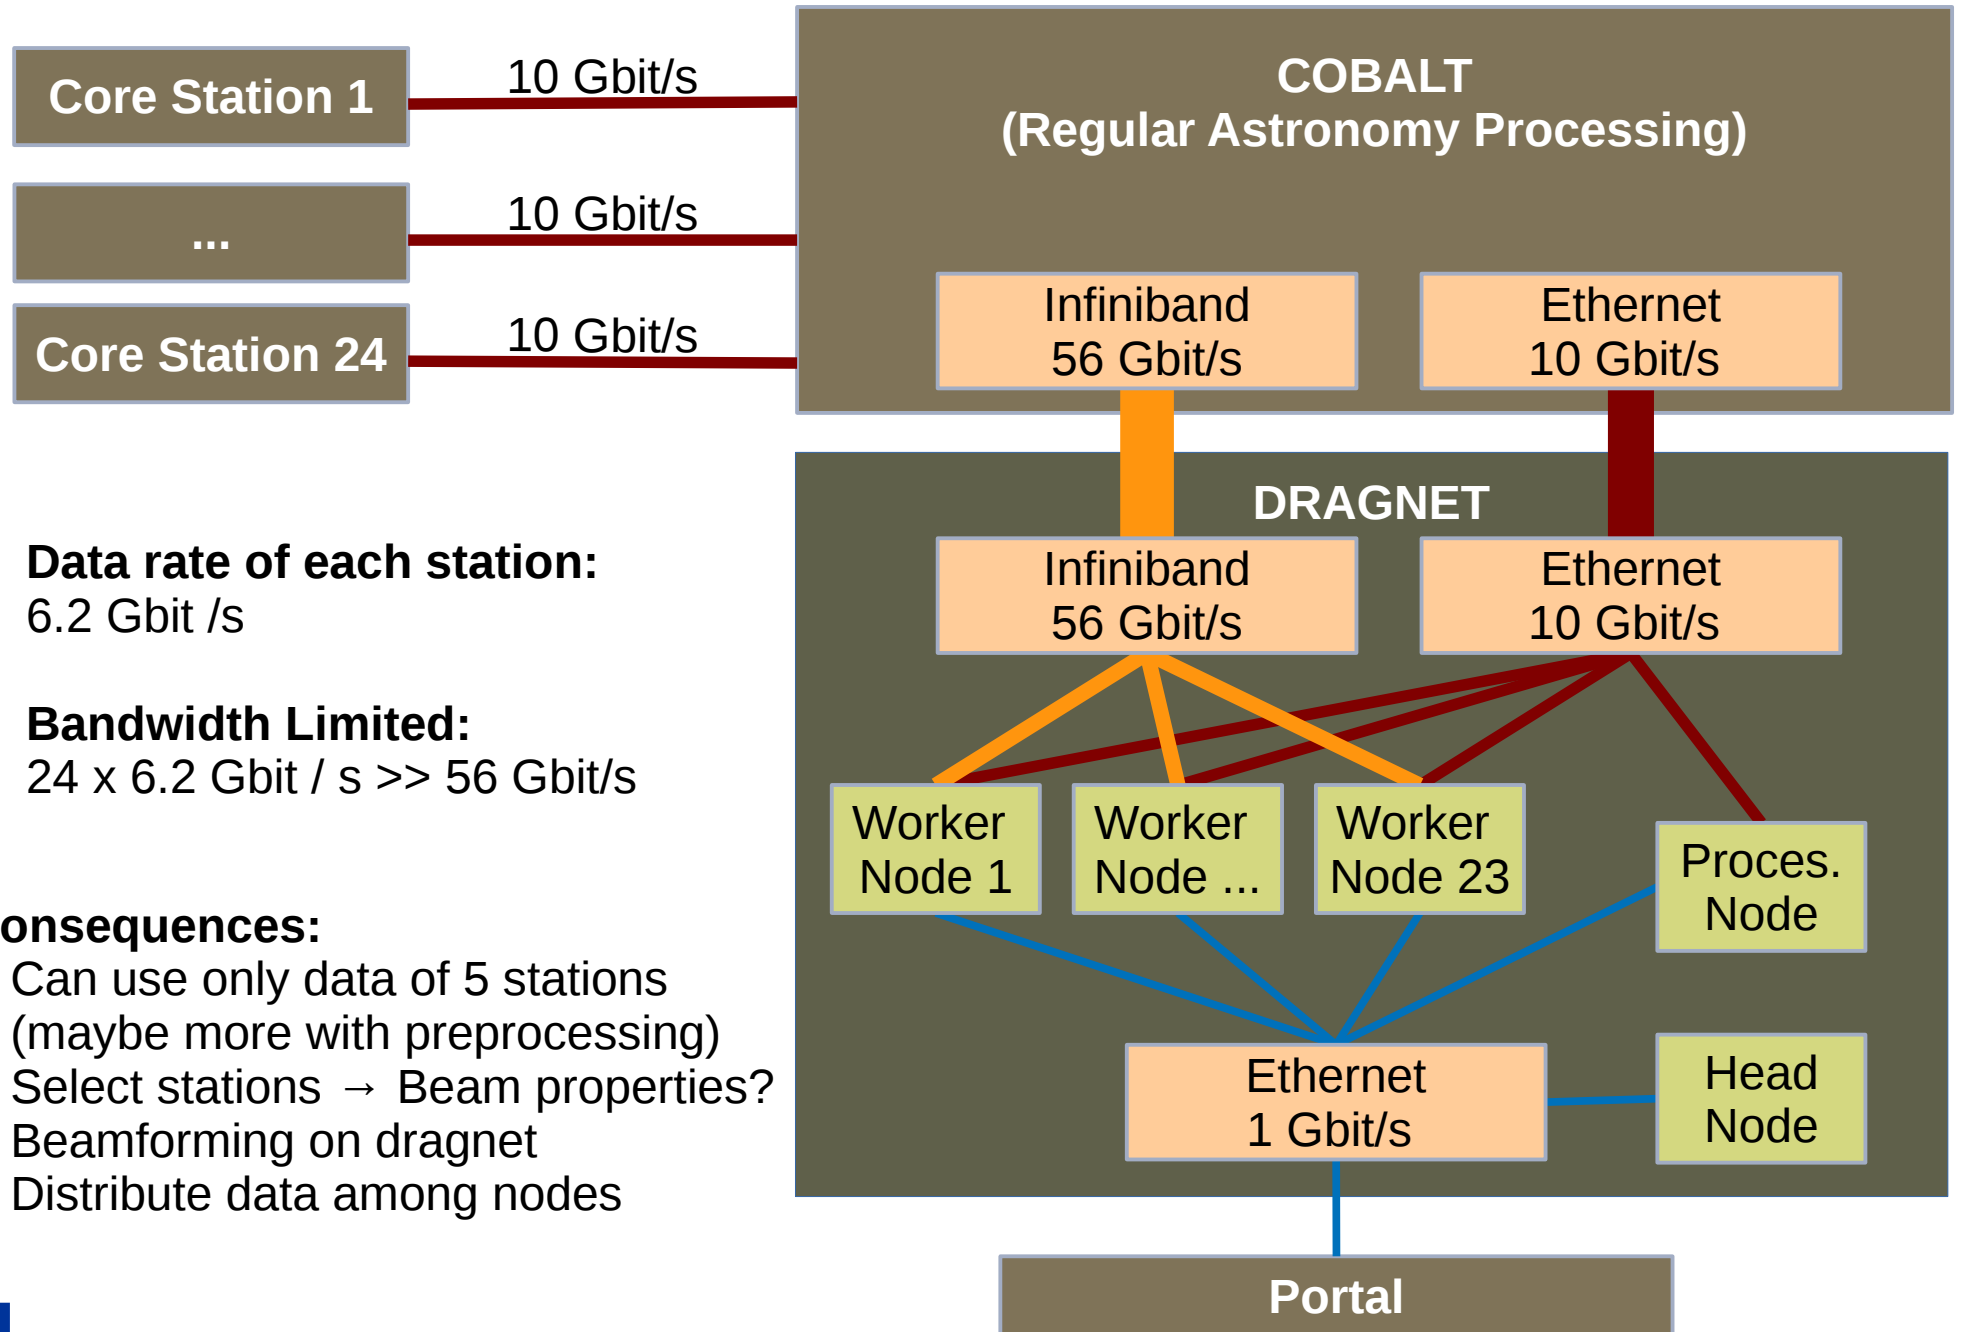 Core Station 1
10 Gbit/s
...
10 Gbit/s
Core Station 24
10 Gbit/s
COBALT
(Regular Astronomy Processing)
Infiniband
56 Gbit/s
Ethernet
10 Gbit/s
DRAGNET
Infiniband
56 Gbit/s
Ethernet
10 Gbit/s
Worker
Node 1
Worker
Node ...
Worker
Node 23
Proces.
Node
Ethernet
1 Gbit/s
Head
Node
Portal
Data rate of each station:
6.2 Gbit /s
Bandwidth Limited:
24 x 6.2 Gbit / s >> 56 Gbit/s
onsequences:
Can use only data of 5 stations
(maybe more with preprocessing)
Select stations → Beam properties?
Beamforming on dragnet
Distribute data among nodes